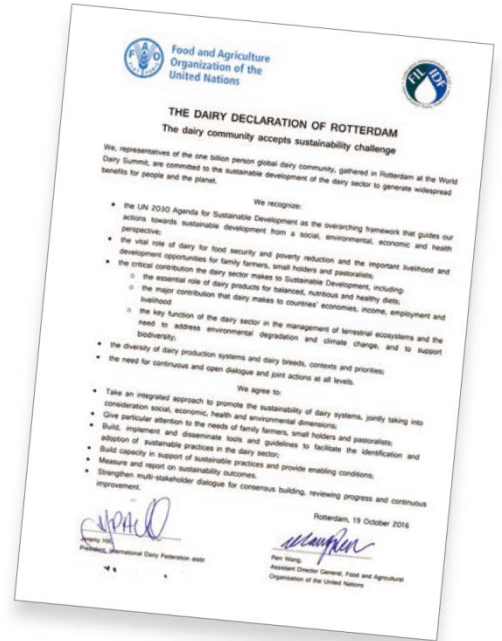 FAO
FIAT PANIS
Food and Agriculture
Organization of the
United Nations
FIL IDF
THE DAIRY DECLARATION OF ROTTERDAM
The dairy community accepts sustainability challenge
We, representatives of the one billion person global dairy community, gathered in Rotterdam at the World
Dairy Summit, are committed to the sustainable development of the dairy sector to generate widespread
benefits for people and the planet.
We recognize:
• the UN 2030 Agenda for Sustainable Development as the overarching framework that guides our
actions towards sustainable development from a social, environmental, economic and health
perspective;
• the vital role of dairy for food security and poverty reduction and the important livelihood and
development opportunities for family farmers, small holders and pastoralists;
• the critical contribution the dairy sector makes to Sustainable Development, including:
o the essential role of dairy products for balanced, nutritious and healthy diets;
o the major contribution that dairy makes to countries' economies, income, employment and
livelihood
o the key function of the dairy sector in the management of terrestrial ecosystems and the
need to address environmental degradation and climate change, and to support
biodiversity;
• the diversity of dairy production systems and dairy breeds, contexts and priorities;
• the need for continuous and open dialogue and joint actions at all levels.
We agree to:
• Take an integrated approach to promote the sustainability of dairy systems, jointly taking into
consideration social, economic, health and environmental dimensions;
• Give particular attention to the needs of family farmers, small holders and pastoralists;
• Build, implement and disseminate tools and guidelines to facilitate the identification and
adoption of sustainable practices in the dairy sector;
• Build capacity in support of sustainable practices and provide enabling conditions;
• Measure and report on sustainability outcomes.
• Strengthen multi-stakeholder dialogue for consensus building, reviewing progress and continuous
improvement.
Rotterdam, 19 October 2016
Jeremy Hill
President, International Dairy Federation aisbl
Ren Wang,
Assistant Director General, Food and Agricultural
Organisation of the United Nations